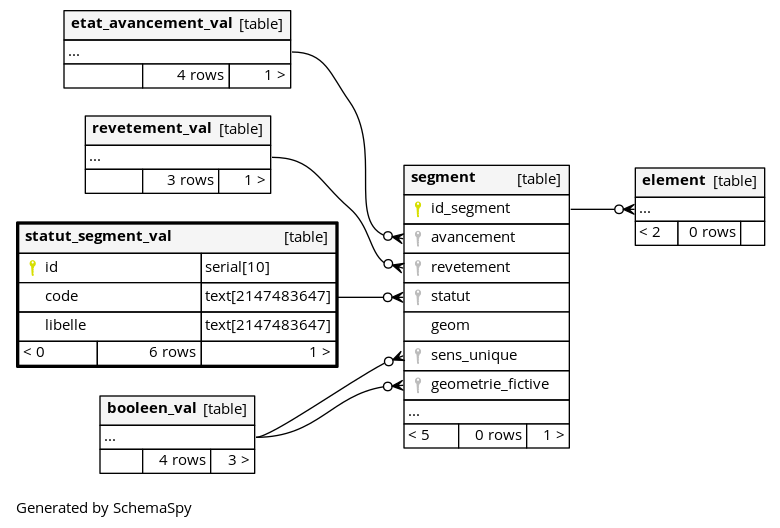 etat_avancement_val [table]
...
4 rows 1 >
revetement_val [table]
...
3 rows 1 >
statut_segment_val [table]
id serial[10]
code text[2147483647]
libelle text[2147483647]
< 0 6 rows 1 >
booleen_val [table]
...
4 rows 3 >
segment [table]
id_segment
avancement
revetement
statut
geom
sens_unique
geometrie_fictive
...
< 5 0 rows 1 >
element [table]
...
< 2 0 rows
Generated by SchemaSpy